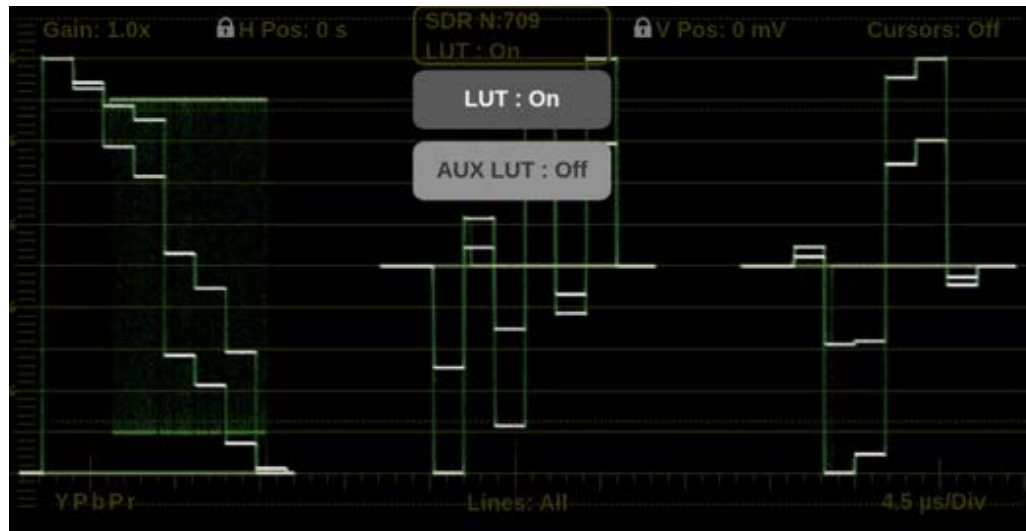 Gain: 1.0x
H Pos: 0 s
SDR N:709
LUT : On
V Pos: 0 mV
Cursors: Off
LUT : On
AUX LUT : Off
YPbPr
Lines: All
4.5 µs/Div